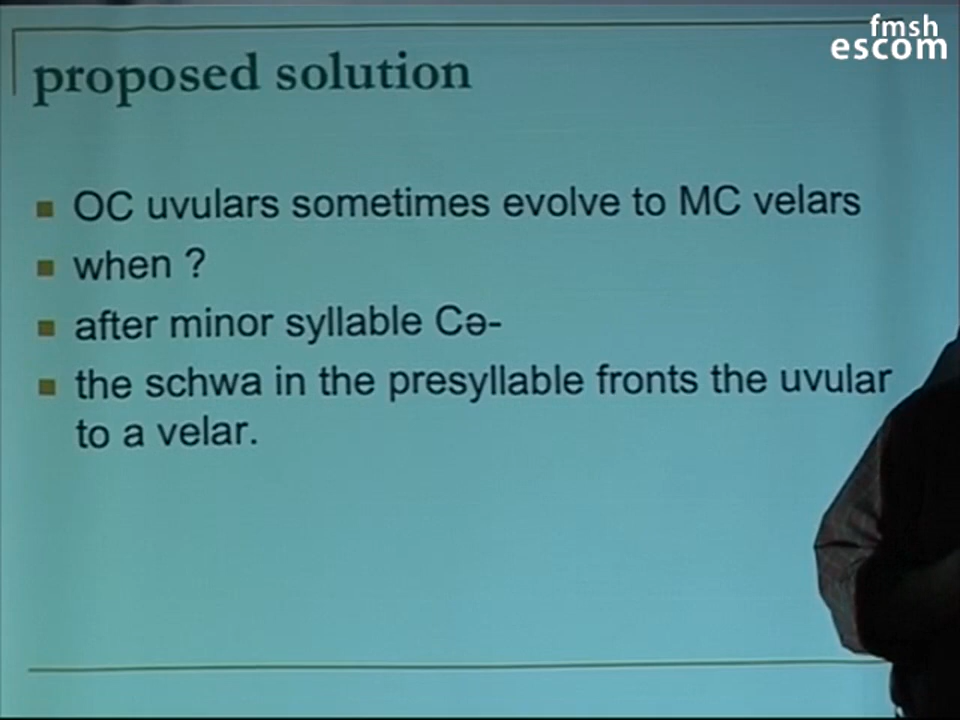 fmsh
escom
proposed solution
OC uvulars sometimes evolve to MC velars
when ?
after minor syllable Cə-
the schwa in the presyllable fronts the uvular
to a velar.